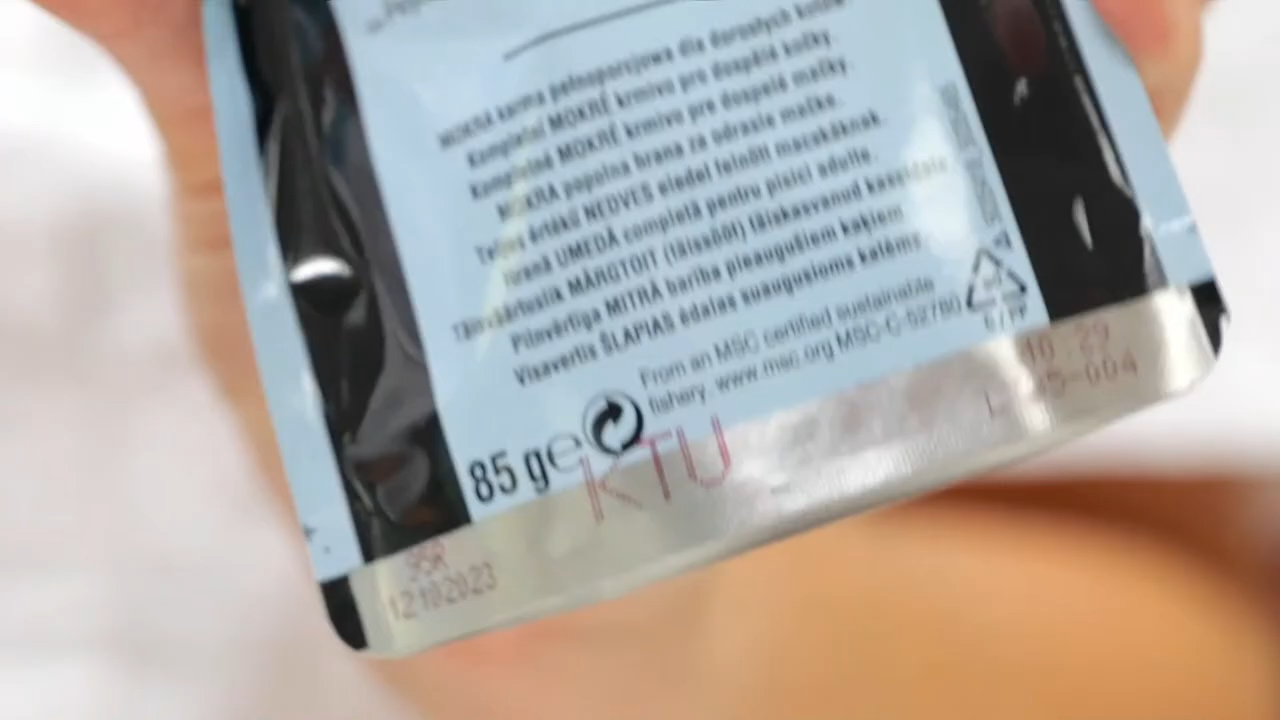 MOKRA karma pełnoporcjowa dla dorosłych kotów
Kompletní MOKRÉ krmivo pro dospělé kočky.
Kompletné MOKRÉ krmivo pre dospelé mačky.
MOKRA popolna hrana za odrasle mačke.
Teljes értékű NEDVES eledel felnőtt macskáknak.
hrană UMEDĂ completă pentru pisici adulte.
Täisväärtuslik MÄRGTOIT (täissööt) täiskasvanud kassidele
Pilnvērtīga MITRĀ barība pieaugušiem kaķiem
Visavertis ŠLAPIAS ėdalas suaugusioms katėms
From an MSC certified sustainable
fishery. www.msc.org MSC-C-52780
85 g e
KTU
12102023